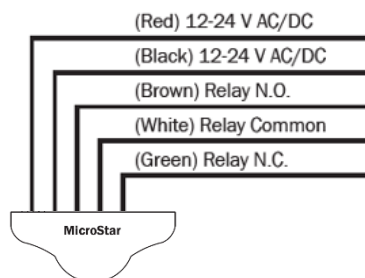 (Red) 12-24 V AC/DC
(Black) 12-24 V AC/DC
(Brown) Relay N.O.
(White) Relay Common
(Green) Relay N.C.
MicroStar